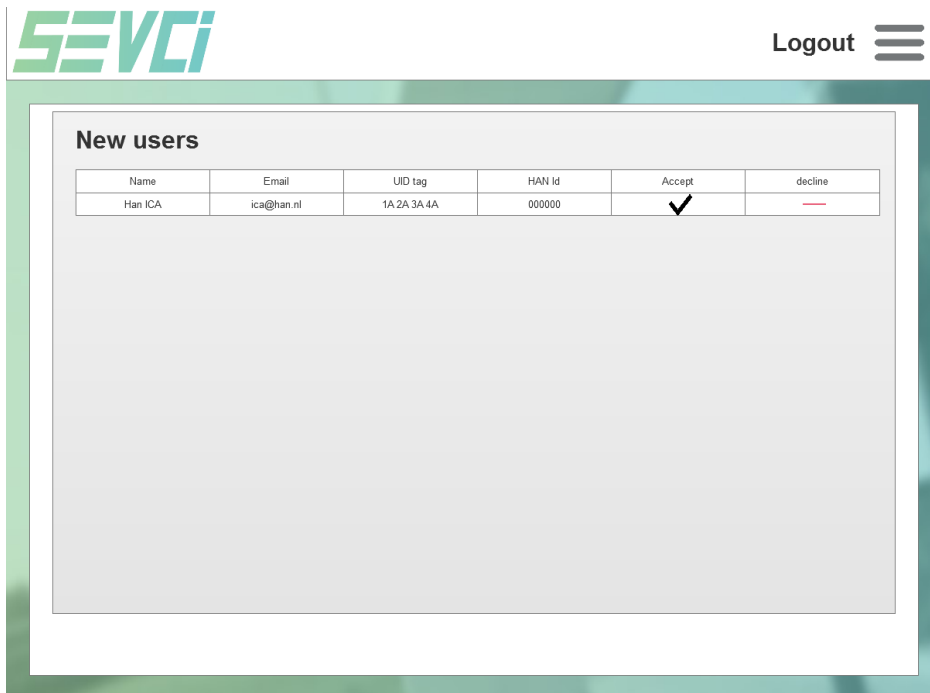 SEVCi
Logout
New users
Name Email UID tag HAN Id Accept decline
Han ICA ica@han.nl 1A 2A 3A 4A 000000